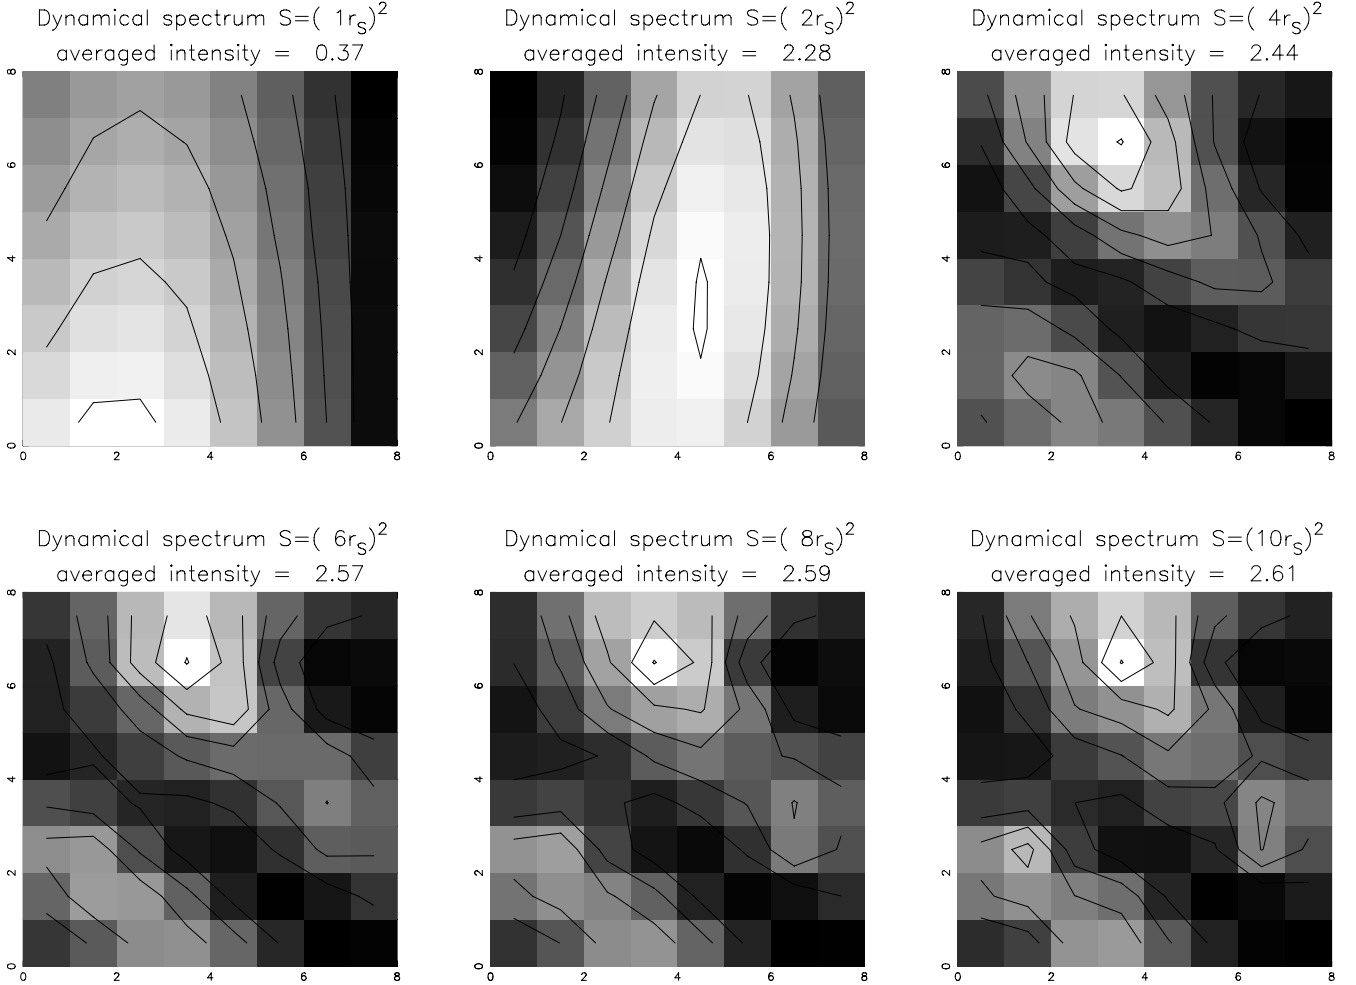 Dynamical spectrum S=( 1r_S)^2
averaged intensity = 0.37
8
6
4
2
0
0 2 4 6 8
Dynamical spectrum S=( 2r_S)^2
averaged intensity = 2.28
8
6
4
2
0
0 2 4 6 8
Dynamical spectrum S=( 4r_S)^2
averaged intensity = 2.44
8
6
4
2
0
0 2 4 6 8
Dynamical spectrum S=( 6r_S)^2
averaged intensity = 2.57
8
6
4
2
0
0 2 4 6 8
Dynamical spectrum S=( 8r_S)^2
averaged intensity = 2.59
8
6
4
2
0
0 2 4 6 8
Dynamical spectrum S=(10r_S)^2
averaged intensity = 2.61
8
6
4
2
0
0 2 4 6 8